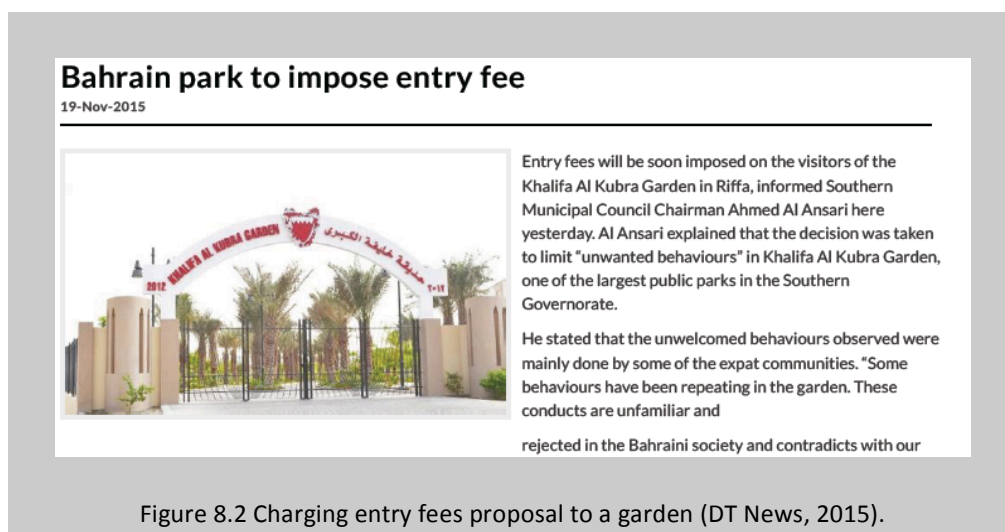 Bahrain park to impose entry fee
19-Nov-2015
2012 KHALIFA AL KUBRA GARDEN حديقة خليفة الكبرى ٢٠١٢
Entry fees will be soon imposed on the visitors of the
Khalifa Al Kubra Garden in Riffa, informed Southern
Municipal Council Chairman Ahmed Al Ansari here
yesterday. Al Ansari explained that the decision was taken
to limit “unwanted behaviours” in Khalifa Al Kubra Garden,
one of the largest public parks in the Southern
Governorate.
He stated that the unwelcomed behaviours observed were
mainly done by some of the expat communities. “Some
behaviours have been repeating in the garden. These
conducts are unfamiliar and
rejected in the Bahraini society and contradicts with our
Figure 8.2 Charging entry fees proposal to a garden (DT News, 2015).